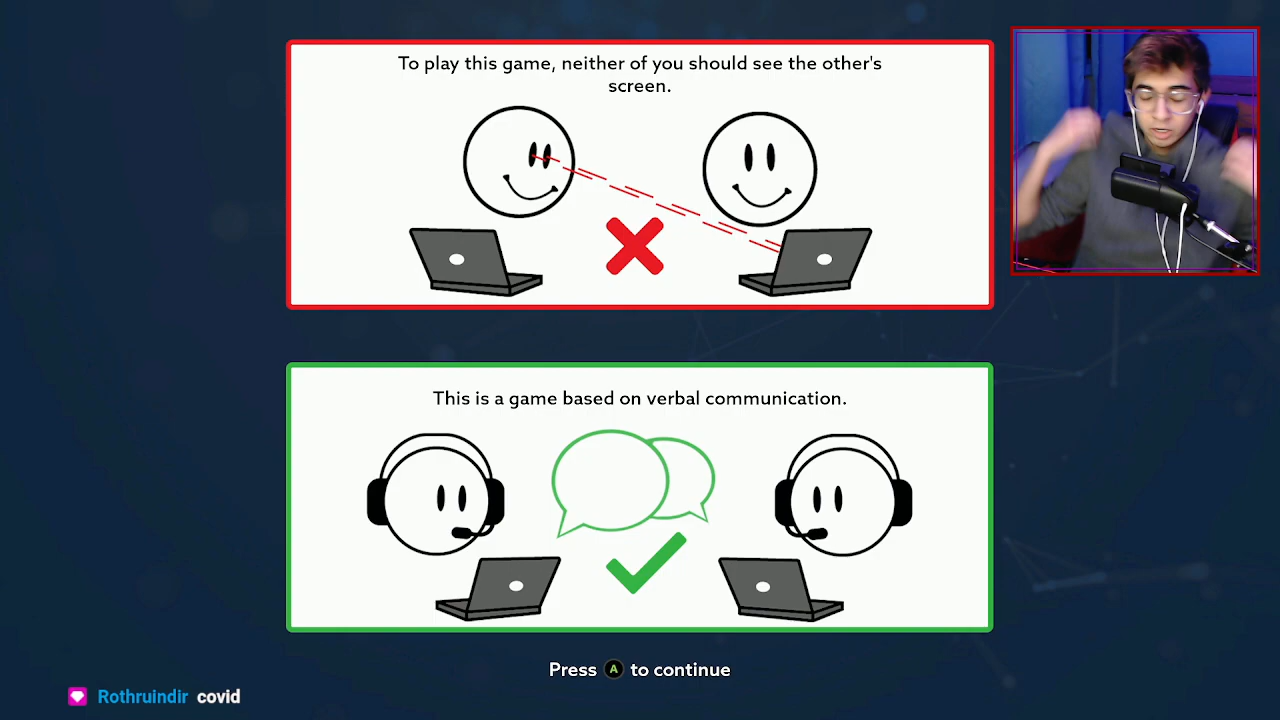 To play this game, neither of you should see the other's
screen.
This is a game based on verbal communication.
Press A to continue
Rothruindir covid